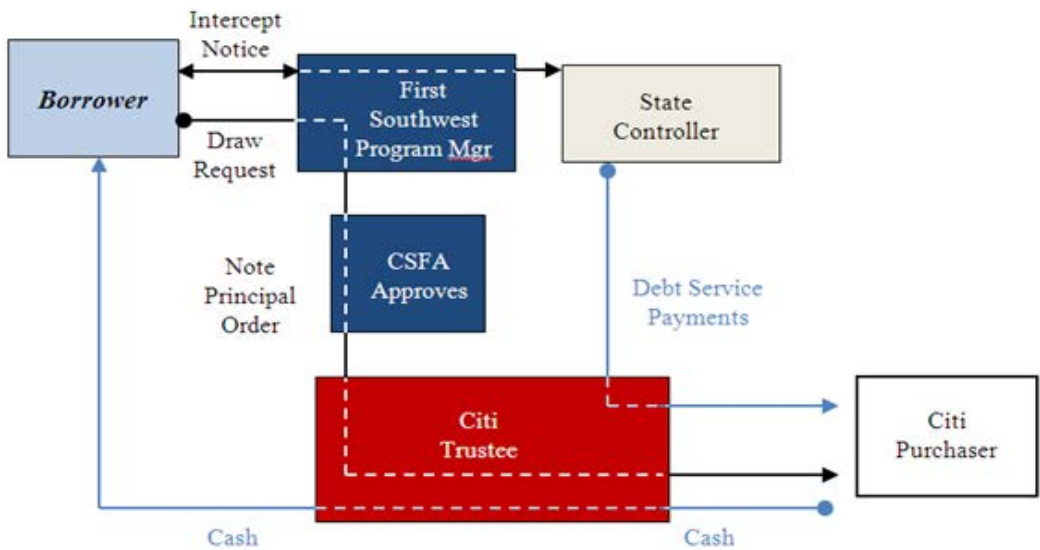 Intercept
Notice
Borrower
First
Southwest
Program Mgr
State
Controller
Draw
Request
CSFA
Approves
Note
Principal
Order
Debt Service
Payments
Citi
Trustee
Citi
Purchaser
Cash
Cash